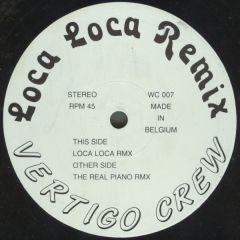 Loca Loca Remix
STEREO WC 007
RPM 45 MADE
IN
BELGIUM
THIS SIDE
LOCA LOCA RMX
OTHER SIDE
THE REAL PIANO RMX
VERTIGO CREW